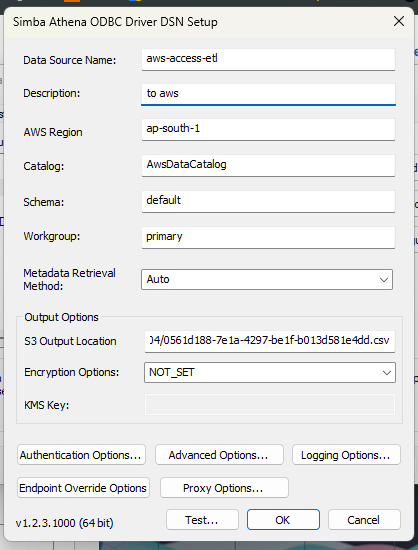 Simba Athena ODBC Driver DSN Setup
Data Source Name: aws-access-etl
Description: to aws
AWS Region ap-south-1
Catalog: AwsDataCatalog
Schema: default
Workgroup: primary
Metadata Retrieval
Method: Auto
Output Options
S3 Output Location 04/0561d188-7e1a-4297-be1f-b013d581e4dd.csv
Encryption Options: NOT_SET
KMS Key:
Authentication Options... Advanced Options... Logging Options...
Endpoint Override Options Proxy Options...
v1.2.3.1000 (64 bit) Test... OK Cancel